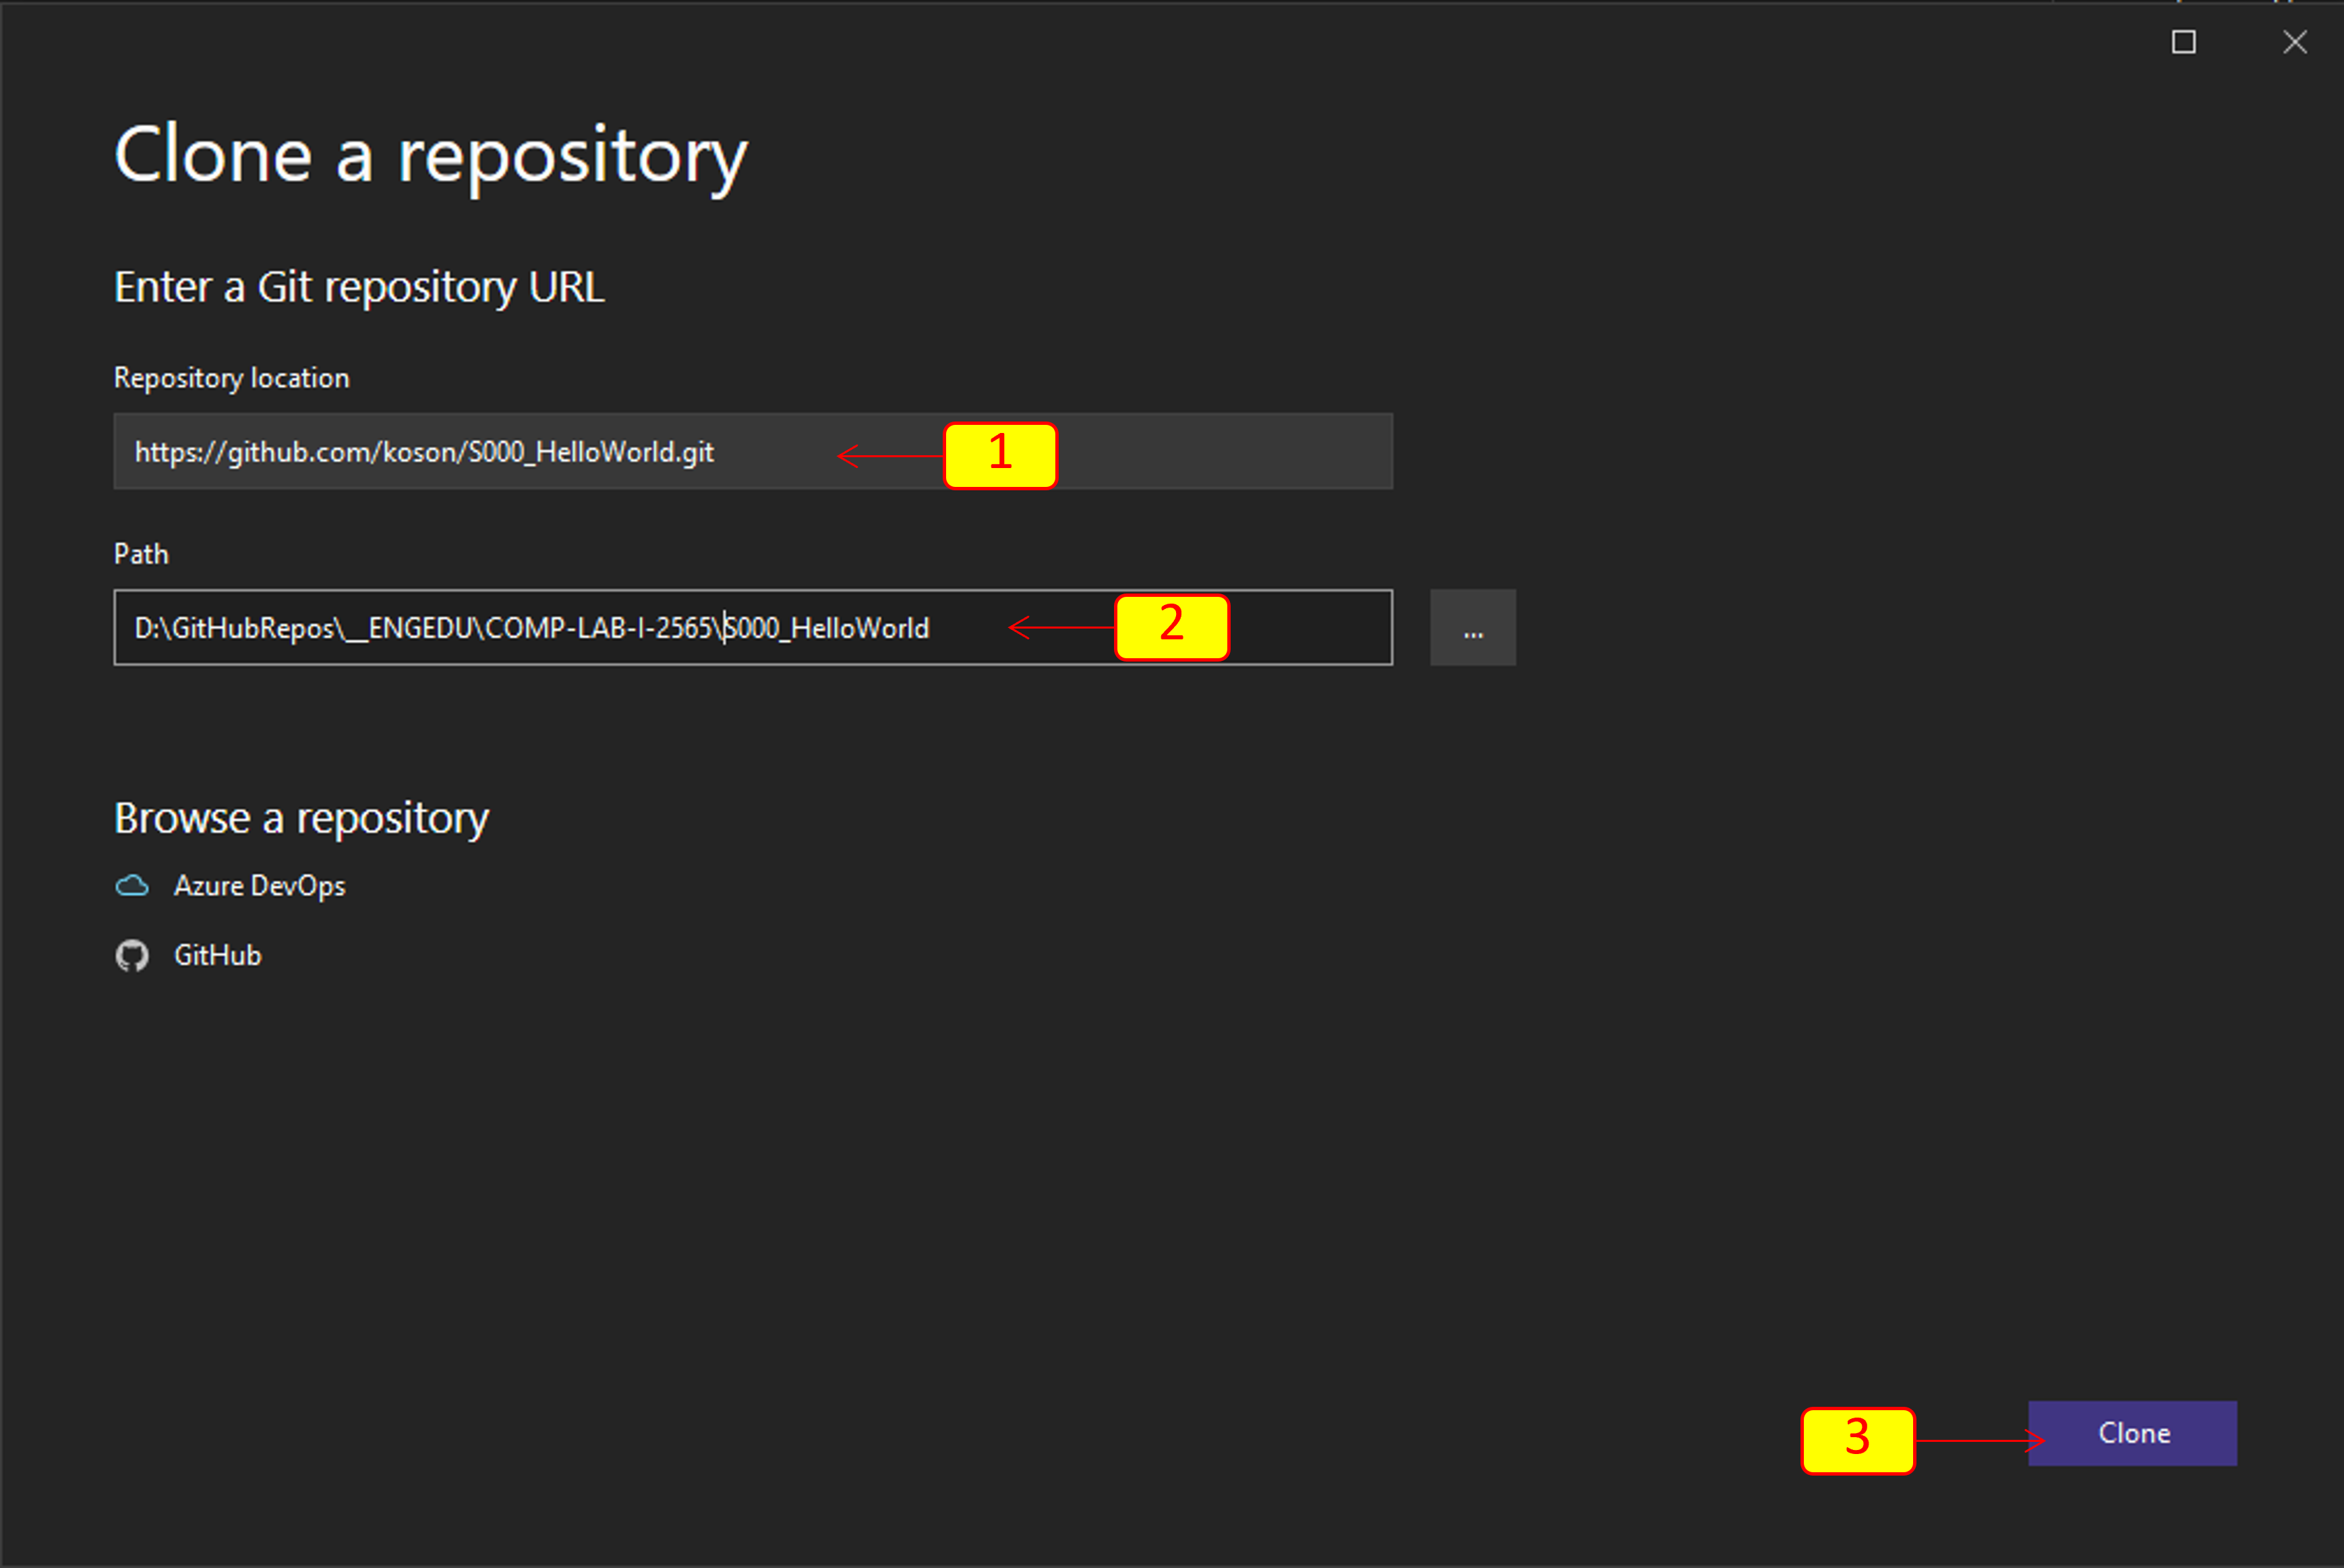 Clone a repository
Enter a Git repository URL
Repository location
https://github.com/koson/S000_HelloWorld.git
1
Path
D:\GitHubRepos\__ENGEDU\COMP-LAB-I-2565\S000_HelloWorld
2
...
Browse a repository
Azure DevOps
GitHub
3
Clone